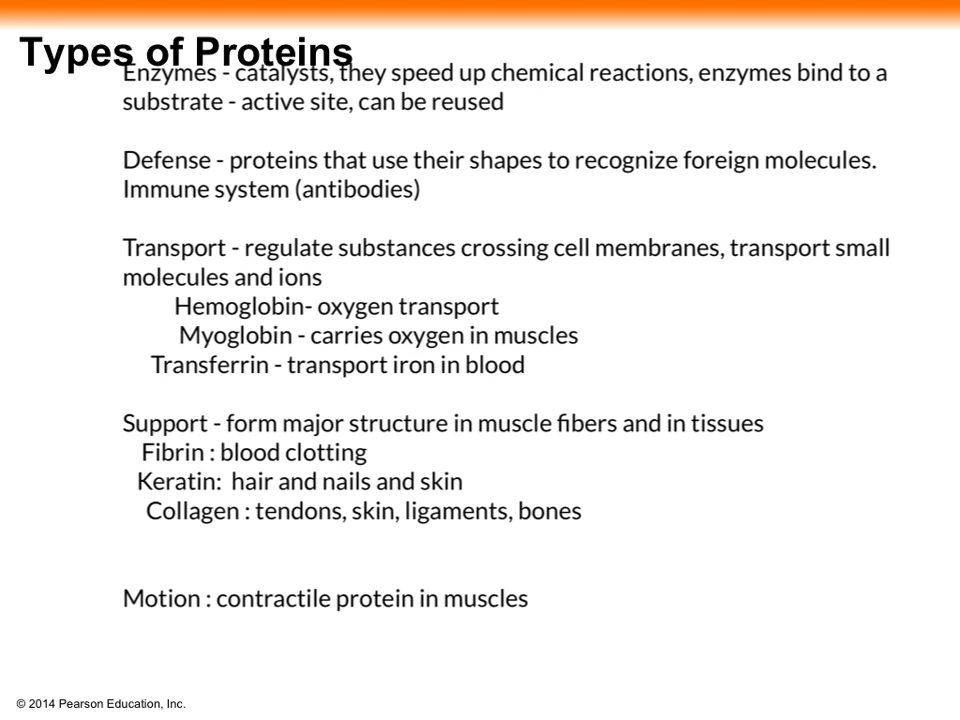 Types of Proteins
Enzymes - catalysts, they speed up chemical reactions, enzymes bind to a
substrate - active site, can be reused
Defense - proteins that use their shapes to recognize foreign molecules.
Immune system (antibodies)
Transport - regulate substances crossing cell membranes, transport small
molecules and ions
Hemoglobin- oxygen transport
Myoglobin - carries oxygen in muscles
Transferrin - transport iron in blood
Support - form major structure in muscle fibers and in tissues
Fibrin : blood clotting
Keratin: hair and nails and skin
Collagen : tendons, skin, ligaments, bones
Motion : contractile protein in muscles
© 2014 Pearson Education, Inc.